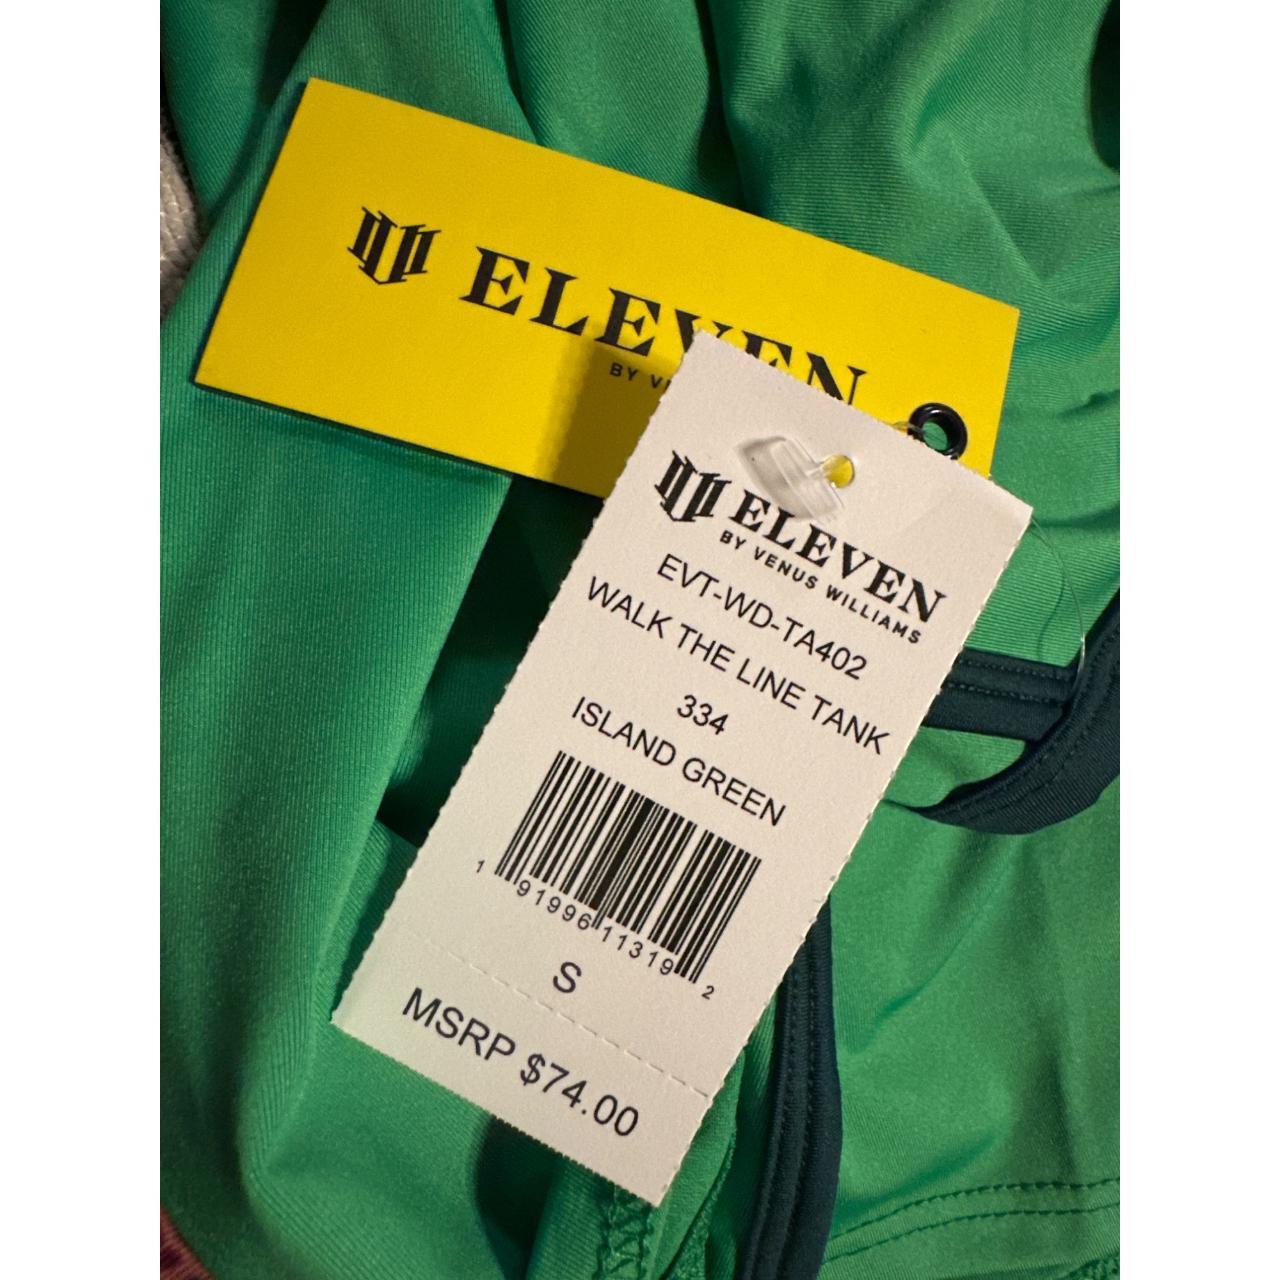 ELEVEN
BY
ELEVEN
BY VENUS WILLIAMS
EVT-WD-TA402
WALK THE LINE TANK
334
ISLAND GREEN
1 91996 11319 2
S
MSRP $74.00